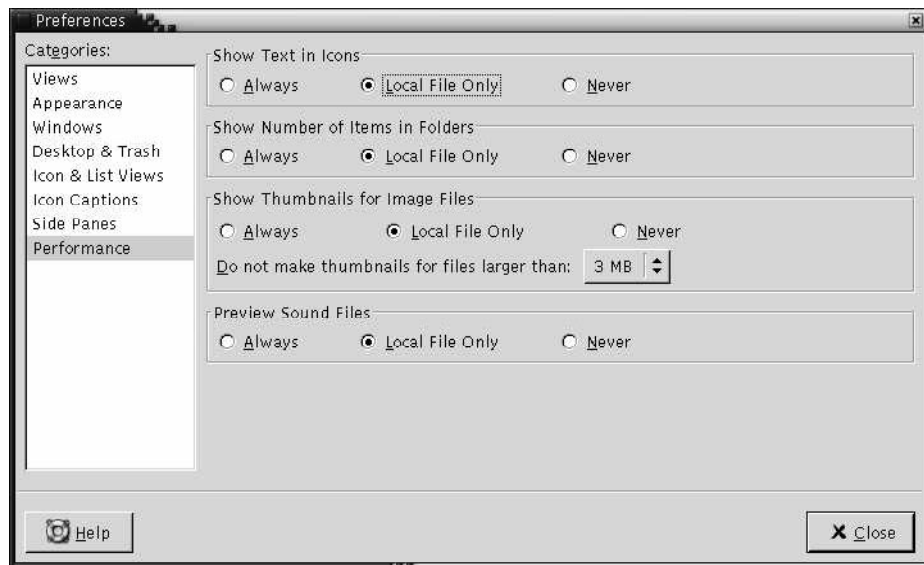 Preferences
Categories:
Views
Appearance
Windows
Desktop & Trash
Icon & List Views
Icon Captions
Side Panes
Performance
Show Text in Icons
Always Local File Only Never
Show Number of Items in Folders
Always Local File Only Never
Show Thumbnails for Image Files
Always Local File Only Never
Do not make thumbnails for files larger than: 3 MB
Preview Sound Files
Always Local File Only Never
Help
Close